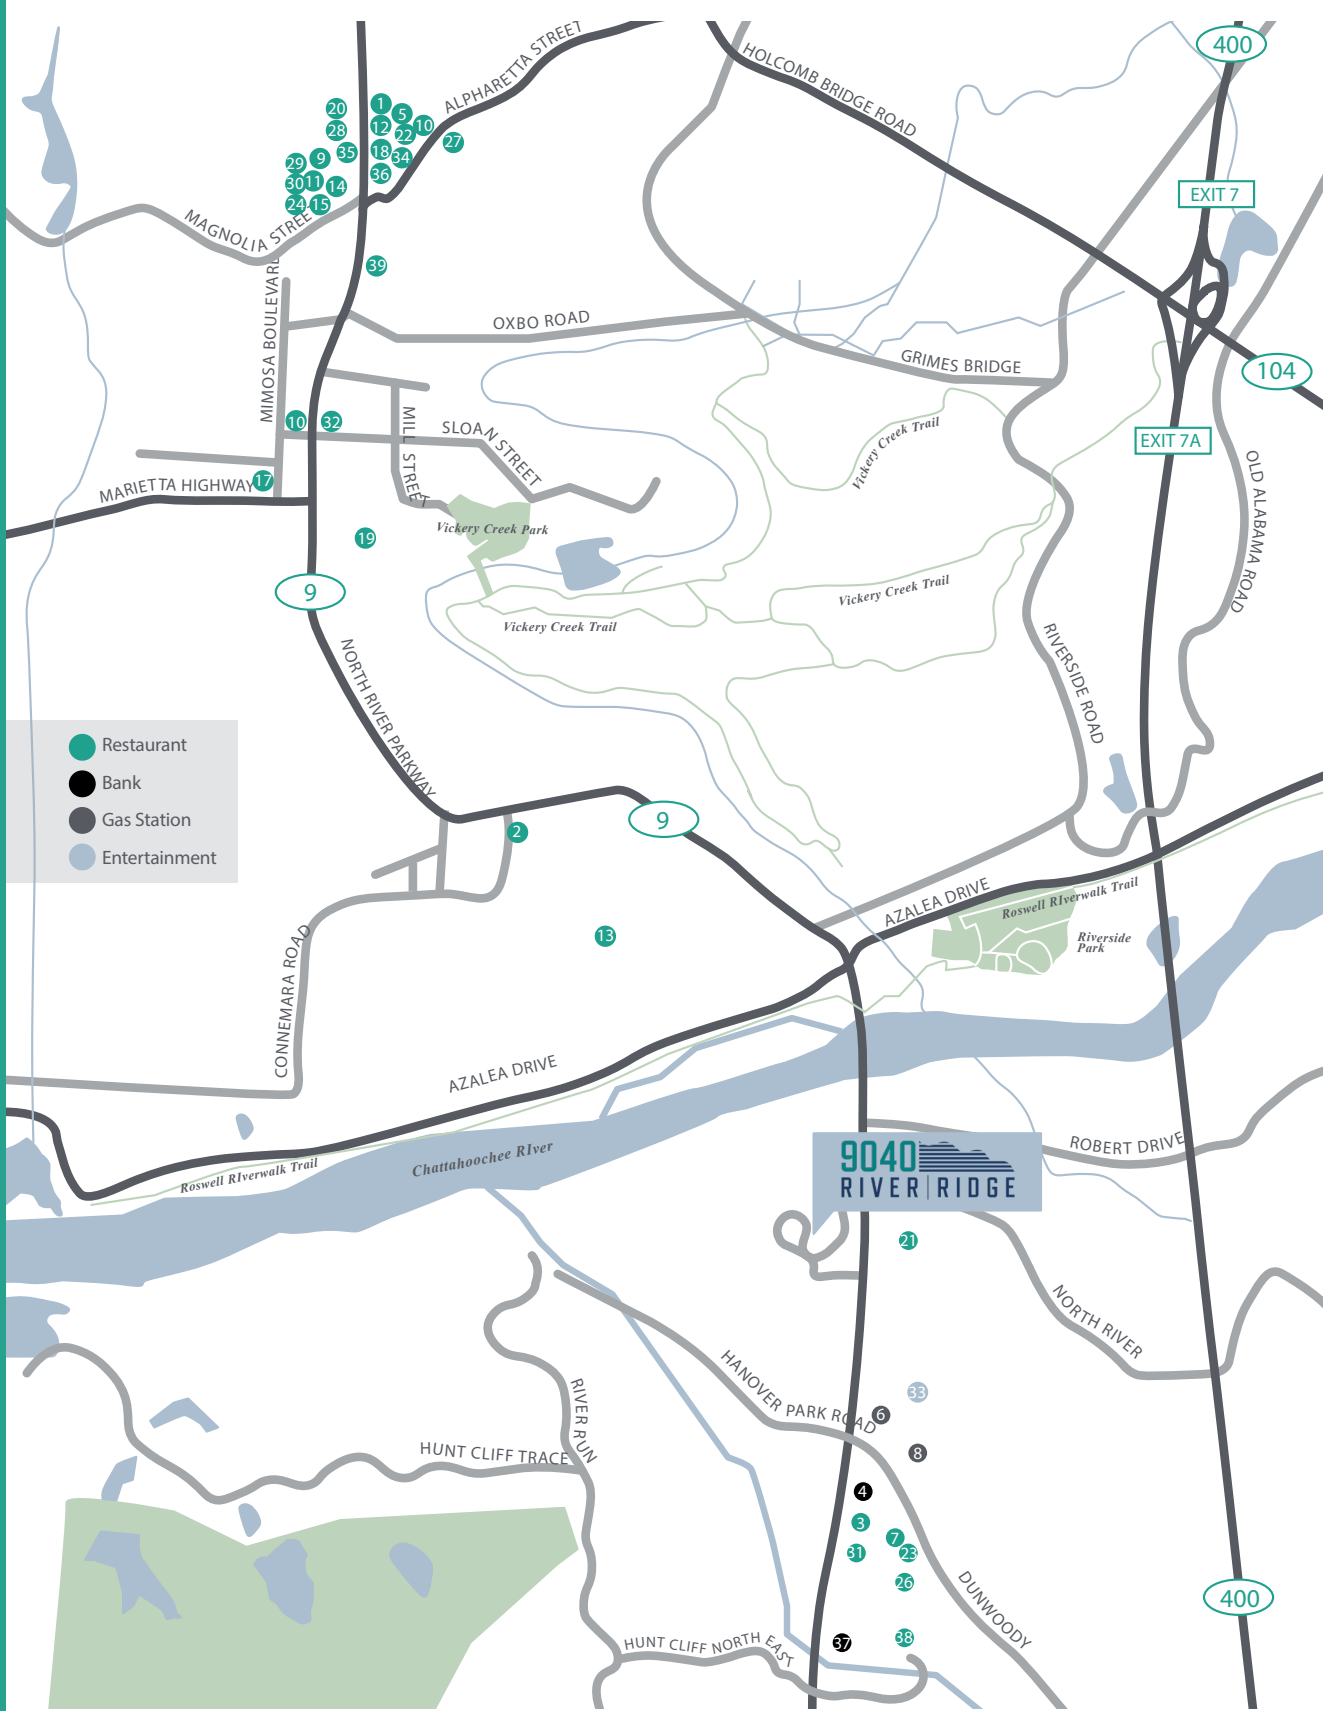 ALPHARETTA STREET
HOLCOMB BRIDGE ROAD
400
20
1
5
28
12
22
10
27
29
9
35
18
34
30
11
14
36
24
15
EXIT 7
MAGNOLIA STREE
39
MIMOSA BOULEVARD
OXBO ROAD
GRIMES BRIDGE
104
10
32
MILL STREET
SLOAN STREET
Vickery Creek Trail
EXIT 7A
OLD ALABAMA ROAD
17
MARIETTA HIGHWAY
Vickery Creek Park
19
9
Vickery Creek Trail
Vickery Creek Trail
NORTH RIVER PARKWAY
RIVERSIDE ROAD
Restaurant
Bank
Gas Station
Entertainment
2
9
AZALEA DRIVE
Roswell RIverwalk Trail
Riverside
Park
13
CONNEMARA ROAD
AZALEA DRIVE
Roswell RIverwalk Trail
Chattahoochee RIver
ROBERT DRIVE
9040
RIVER RIDGE
21
NORTH RIVER
HANOVER PARK ROAD
33
6
8
RIVER RUN
HUNT CLIFF TRACE
4
3
7
31
23
26
DUNWOODY
400
37
38
HUNT CLIFF NORTH EAST